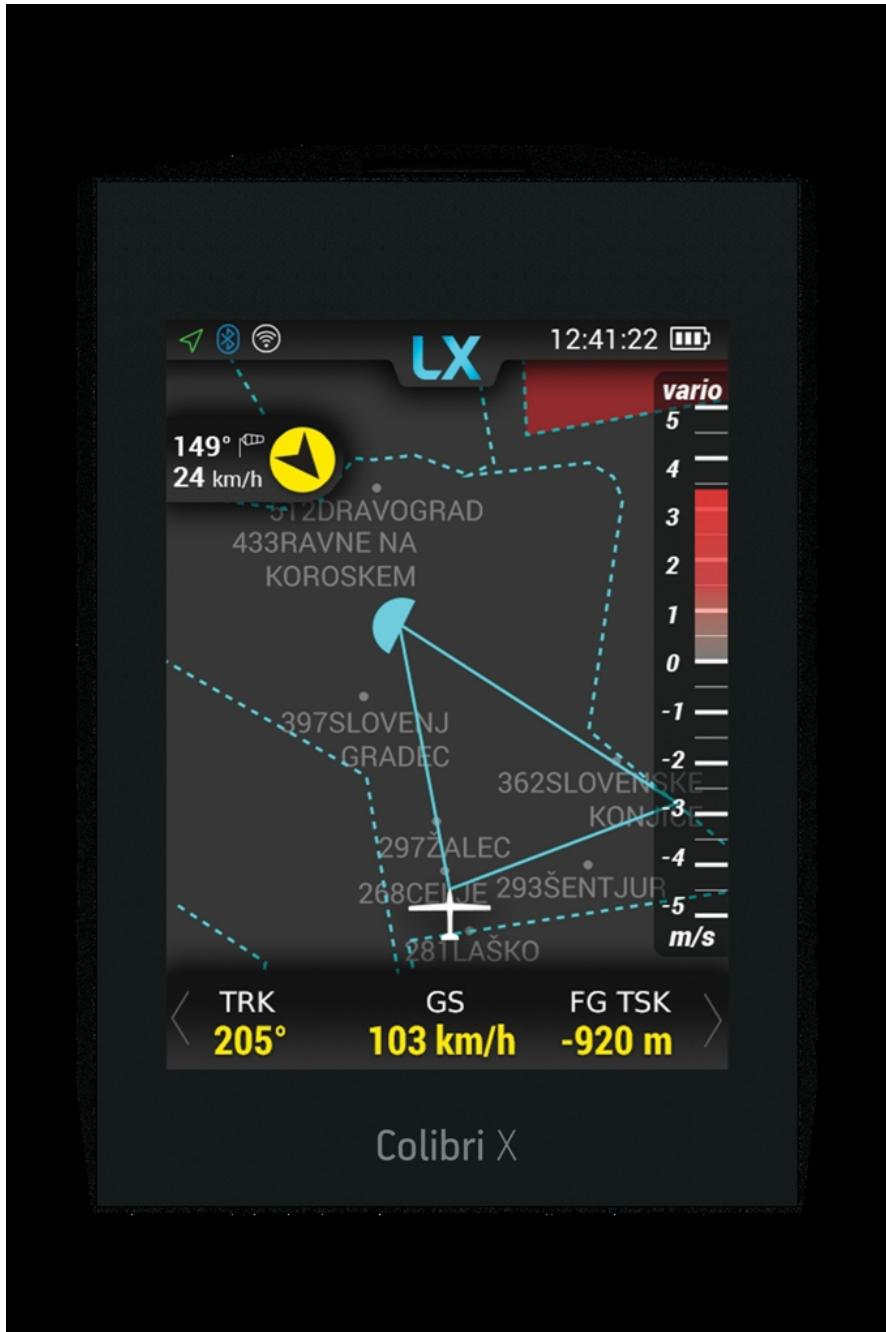 LX
12:41:22
vario
5
149°
24 km/h
4
512DRAVOGRAD
3
433RAVNE NA
KOROSKEM
2
1
0
-1
397SLOVENJ
GRADEC
-2
362SLOVENSKE
KONJICE
-3
297ŽALEC
-4
268CELJE
293ŠENTJUR
-5
281LAŠKO
m/s
TRK
GS
FG TSK
205°
103 km/h
-920 m
Colibri X